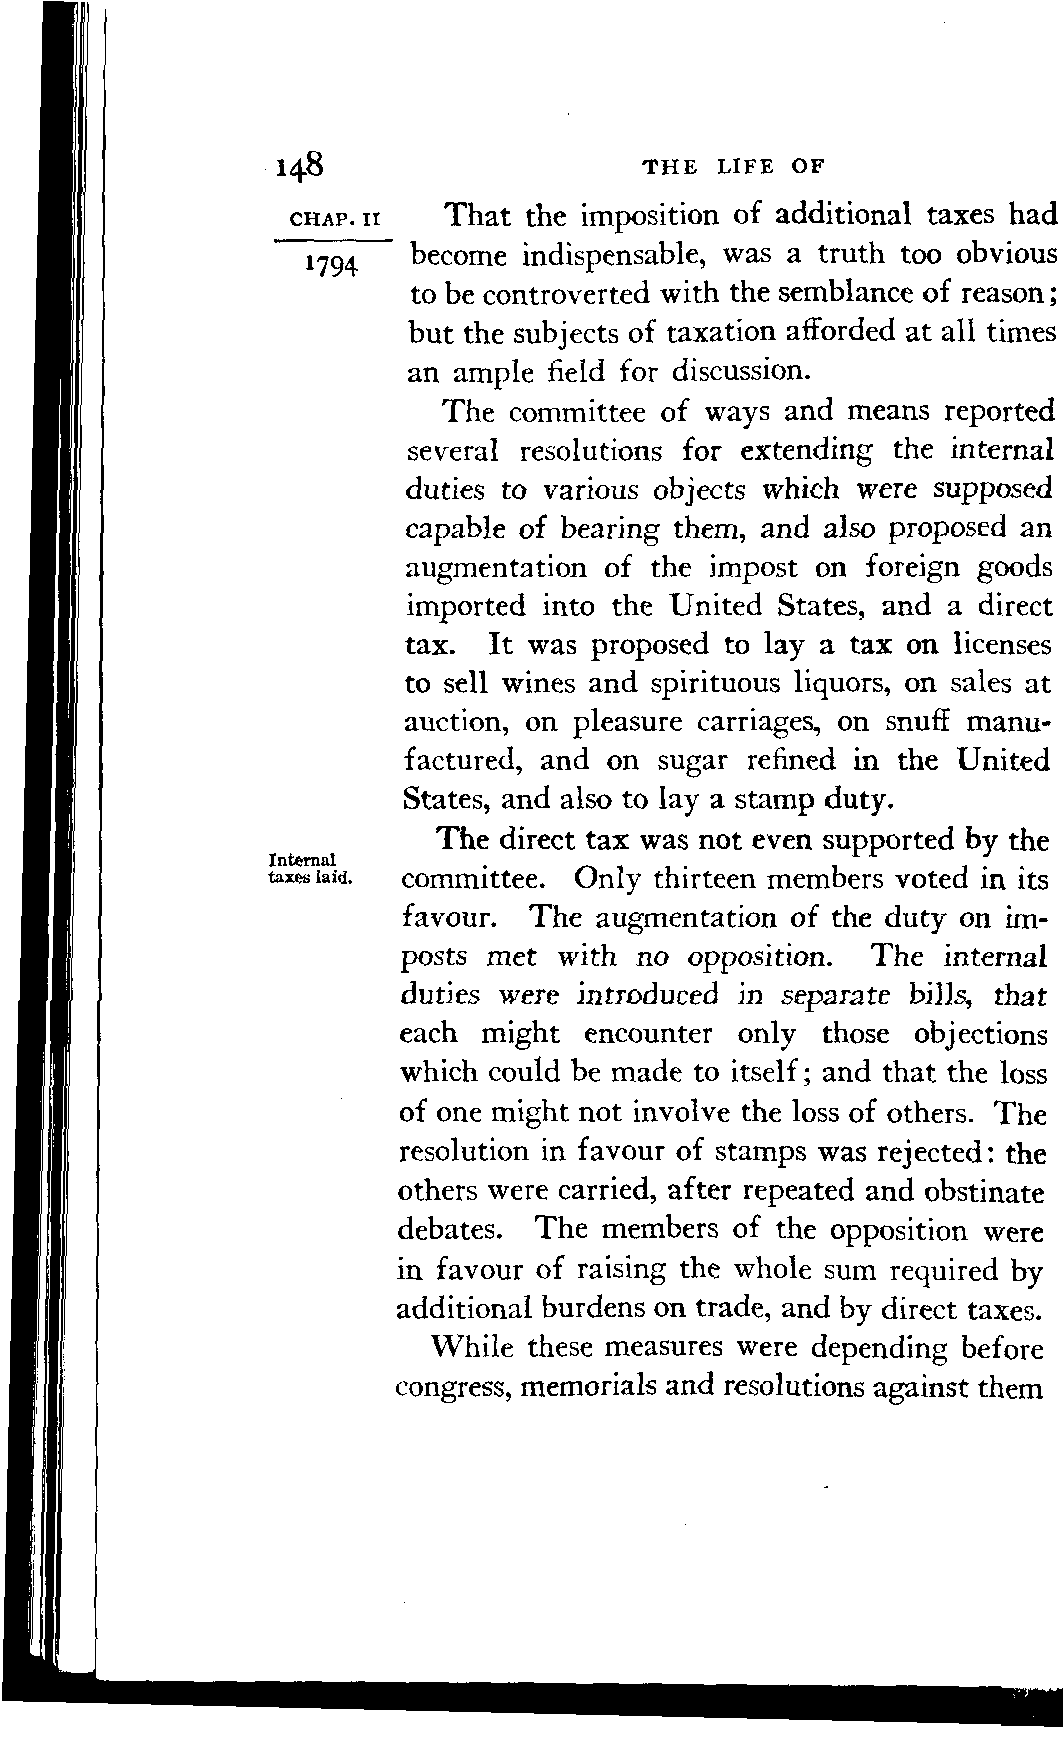 148 THE LIFE OF
CHAP. II
1794
That the imposition of additional taxes had
become indispensable, was a truth too obvious
to be controverted with the semblance of reason;
but the subjects of taxation afforded at all times
an ample field for discussion.
The committee of ways and means reported
several resolutions for extending the internal
duties to various objects which were supposed
capable of bearing them, and also proposed an
augmentation of the impost on foreign goods
imported into the United States, and a direct
tax. It was proposed to lay a tax on licenses
to sell wines and spirituous liquors, on sales at
auction, on pleasure carriages, on snuff manu-
factured, and on sugar refined in the United
States, and also to lay a stamp duty.
Internal
taxes laid.
The direct tax was not even supported by the
committee. Only thirteen members voted in its
favour. The augmentation of the duty on im-
posts met with no opposition. The internal
duties were introduced in separate bills, that
each might encounter only those objections
which could be made to itself; and that the loss
of one might not involve the loss of others. The
resolution in favour of stamps was rejected: the
others were carried, after repeated and obstinate
debates. The members of the opposition were
in favour of raising the whole sum required by
additional burdens on trade, and by direct taxes.
While these measures were depending before
congress, memorials and resolutions against them